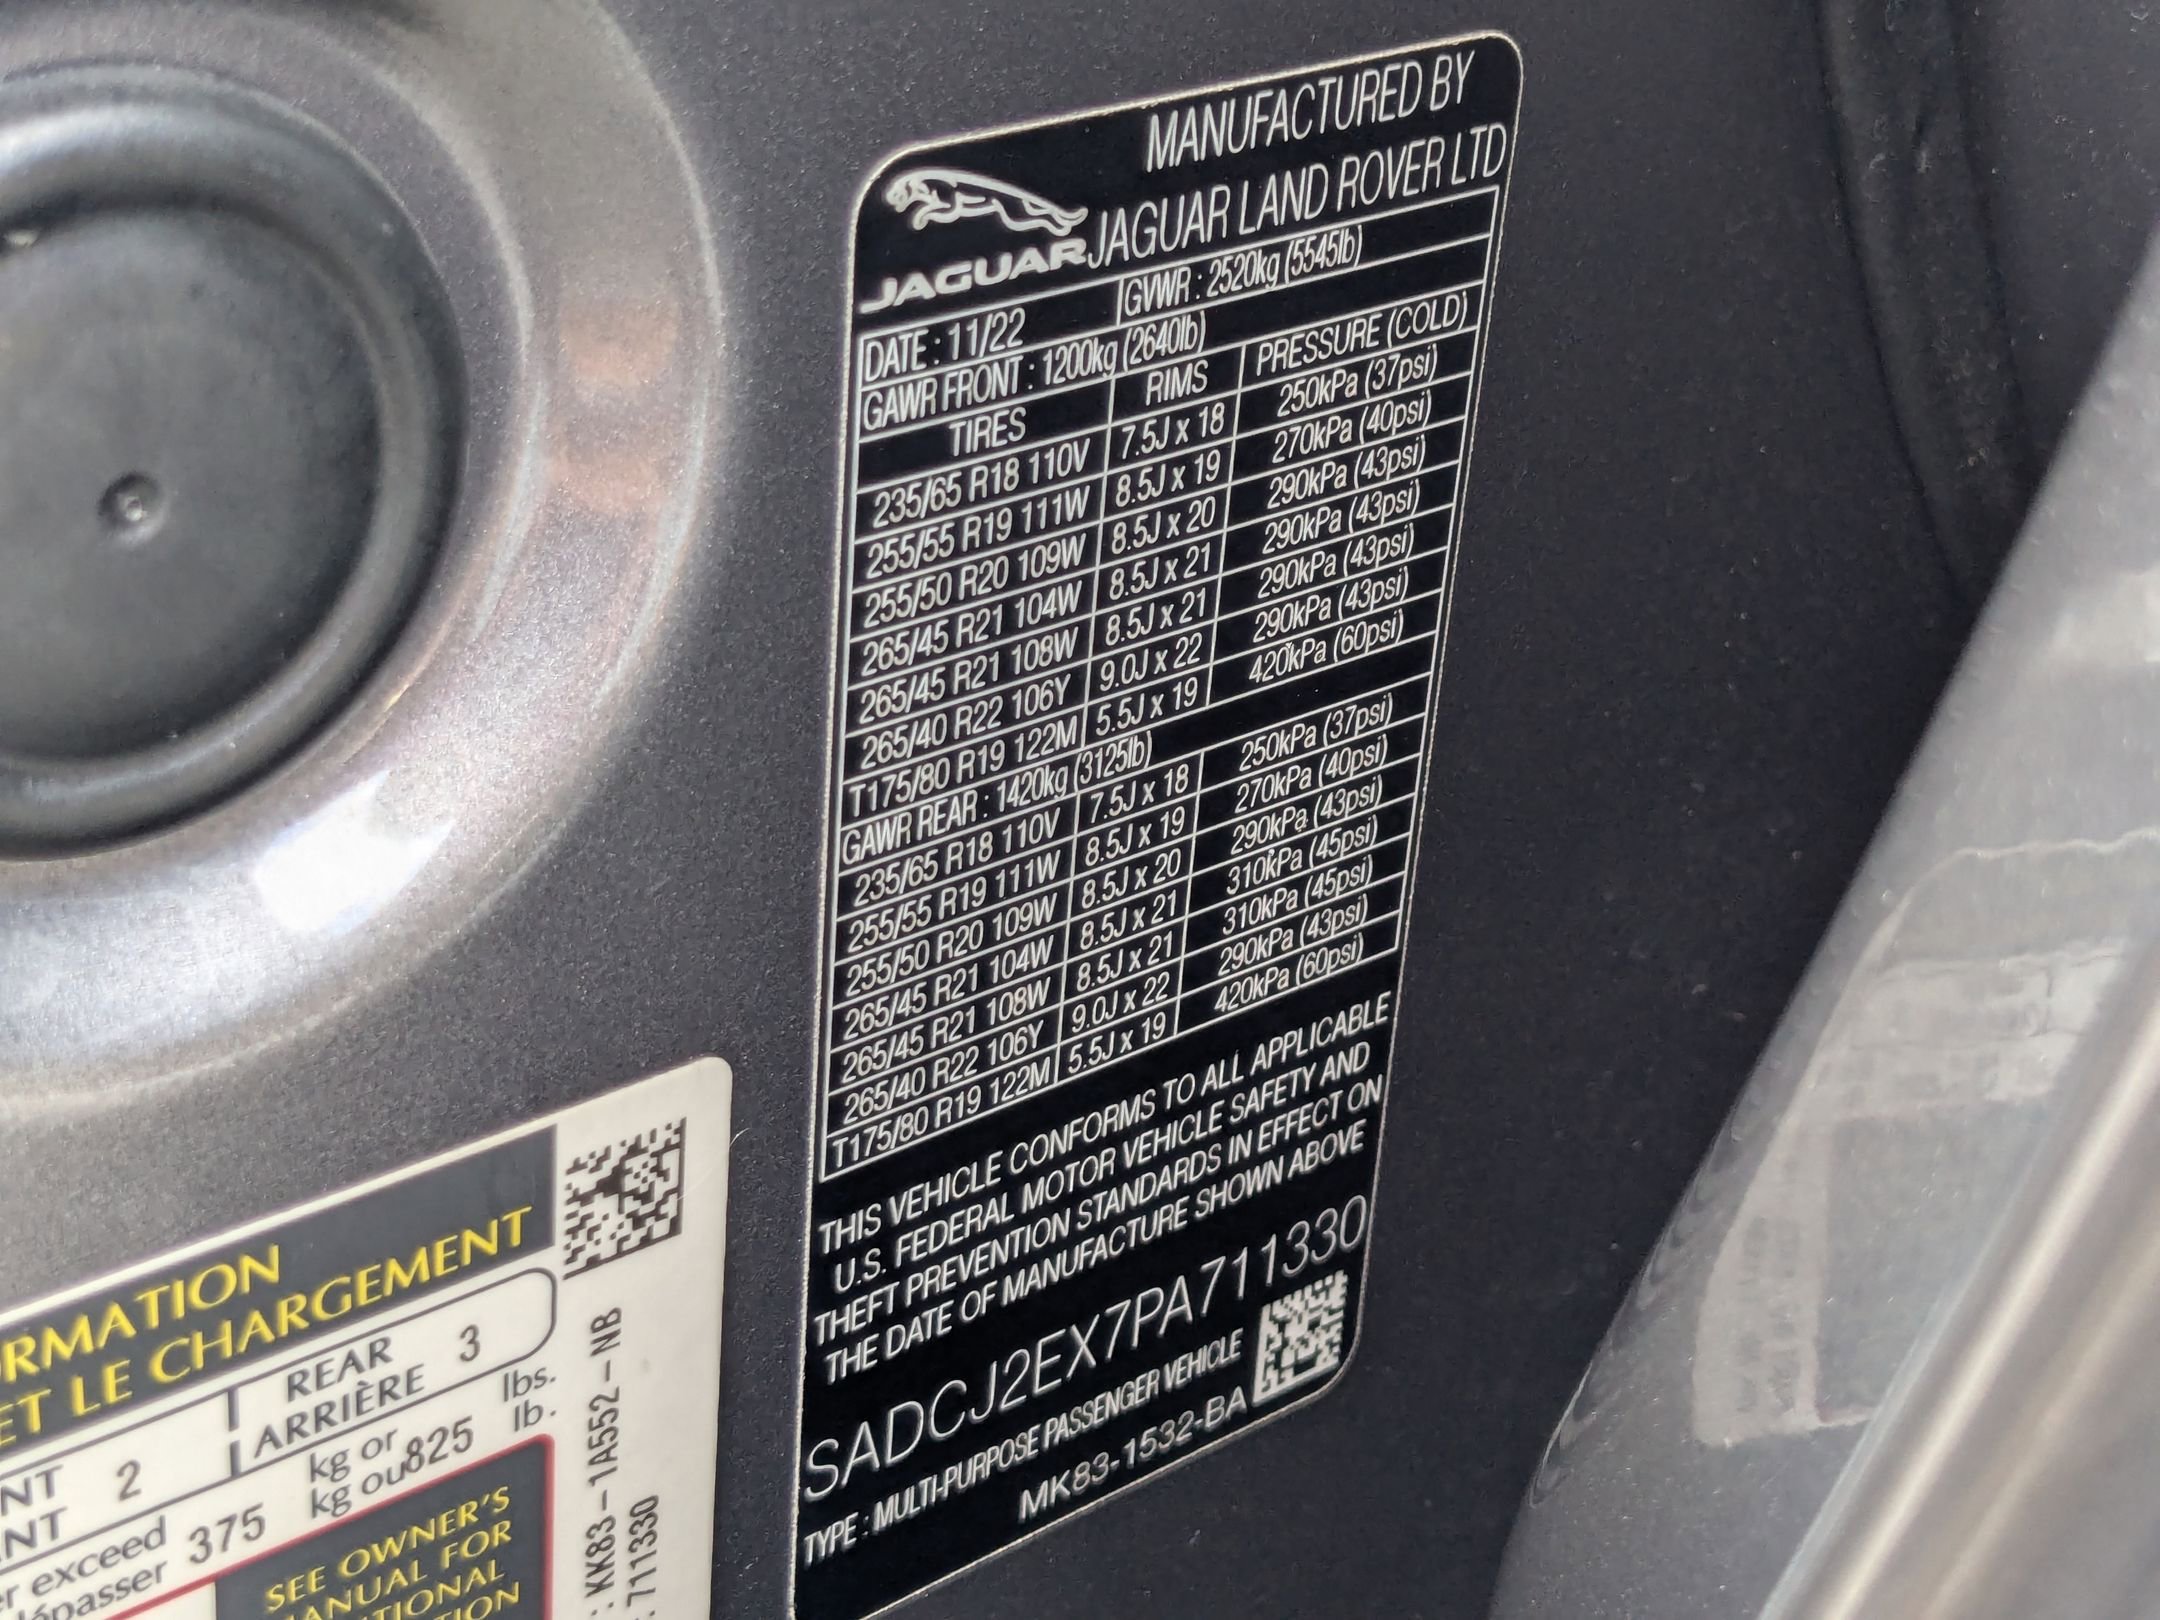 JAGUAR
MANUFACTURED BY
JAGUAR LAND ROVER LTD
DATE : 11/22 GVWR : 2520kg (5545lb)
GAWR FRONT : 1200kg (2640lb)
TIRES RIMS PRESSURE (COLD)
235/65 R18 110V 7.5J x 18 250kPa (37psi)
255/55 R19 111W 8.5J x 19 270kPa (40psi)
255/50 R20 109W 8.5J x 20 290kPa (43psi)
265/45 R21 104W 8.5J x 21 290kPa (43psi)
265/45 R21 108W 8.5J x 21 290kPa (43psi)
265/40 R22 106Y 9.0J x 22 290kPa (43psi)
T175/80 R19 122M 5.5J x 19 420kPa (60psi)
GAWR REAR : 1420kg (3125lb)
235/65 R18 110V 7.5J x 18 250kPa (37psi)
255/55 R19 111W 8.5J x 19 270kPa (40psi)
255/50 R20 109W 8.5J x 20 290kPa (43psi)
265/45 R21 104W 8.5J x 21 310kPa (45psi)
265/45 R21 108W 8.5J x 21 310kPa (45psi)
265/40 R22 106Y 9.0J x 22 290kPa (43psi)
T175/80 R19 122M 5.5J x 19 420kPa (60psi)
THIS VEHICLE CONFORMS TO ALL APPLICABLE
U.S. FEDERAL MOTOR VEHICLE SAFETY AND
THEFT PREVENTION STANDARDS IN EFFECT ON
THE DATE OF MANUFACTURE SHOWN ABOVE
SADCJ2EX7PA711330
TYPE : MULTI-PURPOSE PASSENGER VEHICLE
MK83-1532-BA
RMATION
ET LE CHARGEMENT
NT 2 REAR
NT ARRIÈRE 3
r exceed 375 kg or 825 lbs.
dépasser kg ou lb.
SEE OWNER'S
ANUAL FOR
TIONAL
TION
: KK83-1A552-NB
: 711330